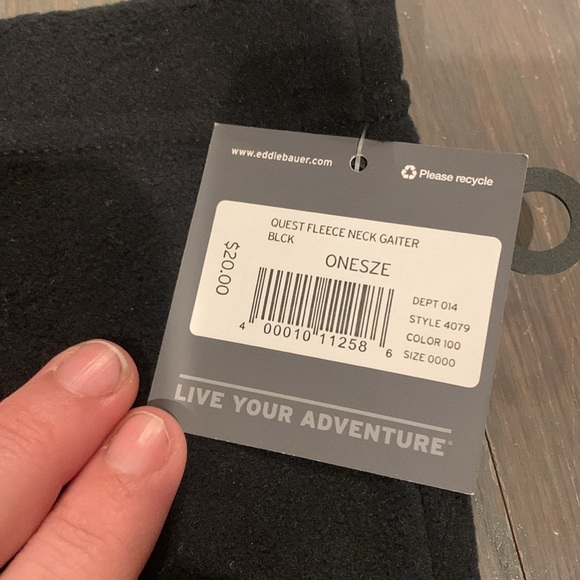 www.eddiebauer.com
Please recycle
QUEST FLEECE NECK GAITER
BLCK
ONESZE
$20.00
4 00010 11258 6
DEPT 014
STYLE 4079
COLOR 100
SIZE 0000
LIVE YOUR ADVENTURE®